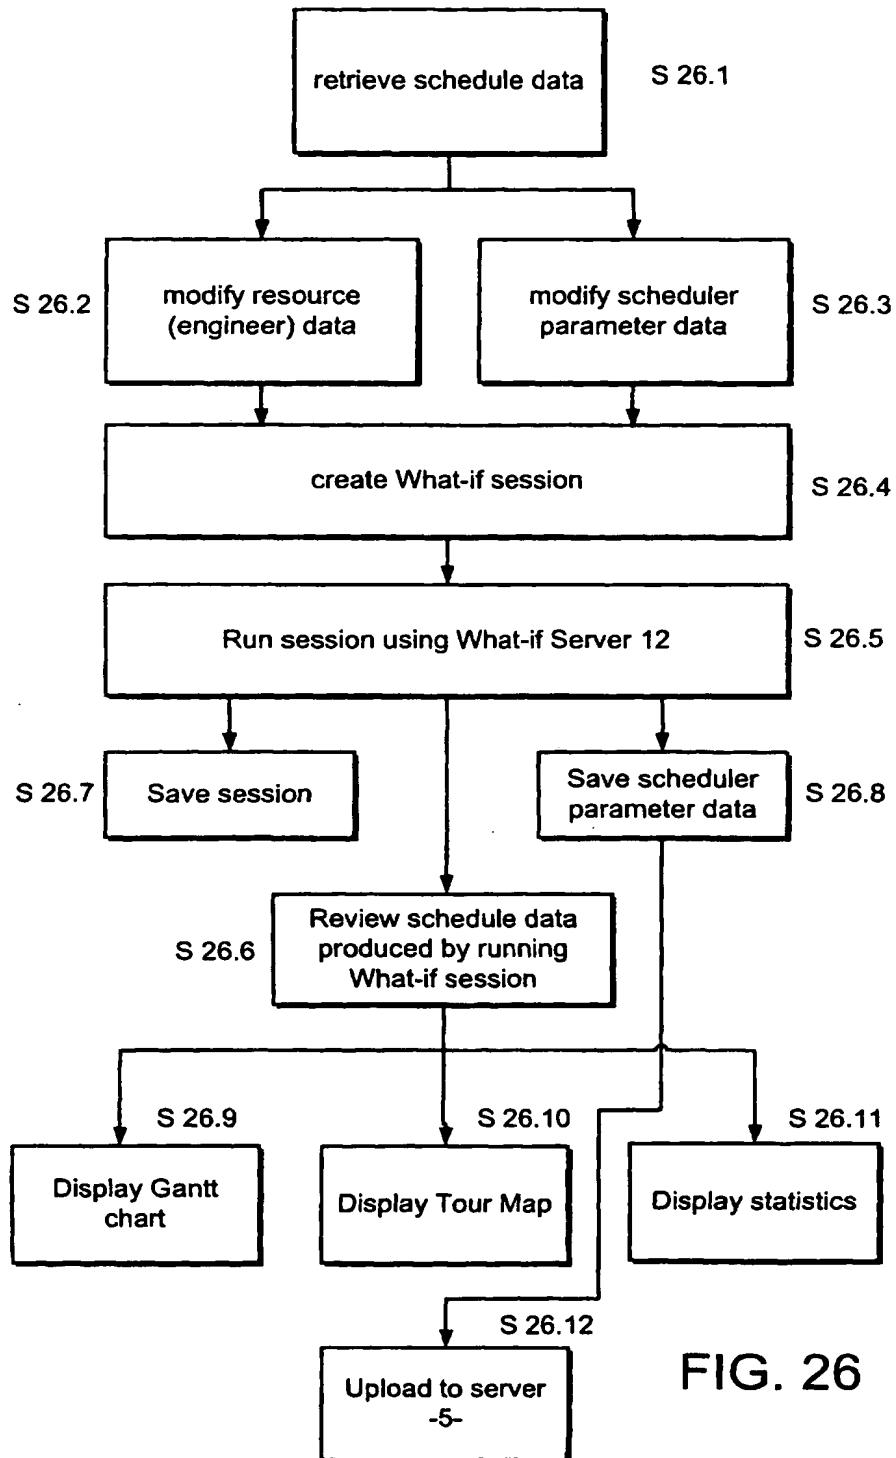 retrieve schedule data
S 26.1
S 26.2
modify resource
(engineer) data
modify scheduler
parameter data
S 26.3
create What-if session
S 26.4
Run session using What-if Server 12
S 26.5
S 26.7
Save session
Save scheduler
parameter data
S 26.8
S 26.6
Review schedule data
produced by running
What-if session
S 26.9
S 26.10
S 26.11
Display Gantt
chart
Display Tour Map
Display statistics
S 26.12
Upload to server
-5-
FIG. 26